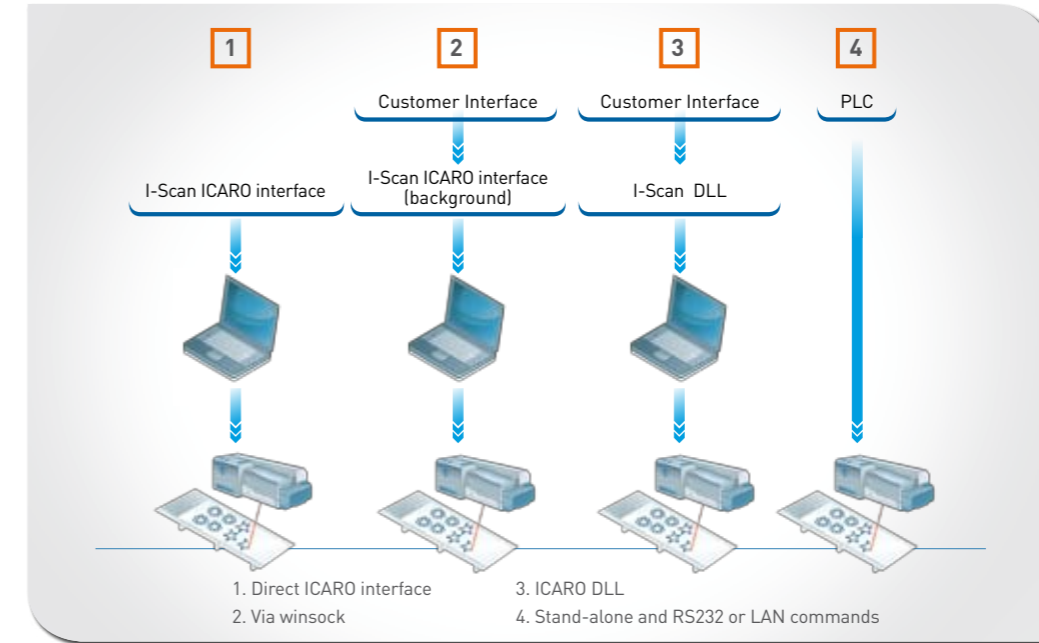 1 2 3 4
Customer Interface Customer Interface PLC
I-Scan ICARO interface I-Scan ICARO interface I-Scan DLL
(background)
1. Direct ICARO interface 3. ICARO DLL
2. Via winsock 4. Stand-alone and RS232 or LAN commands